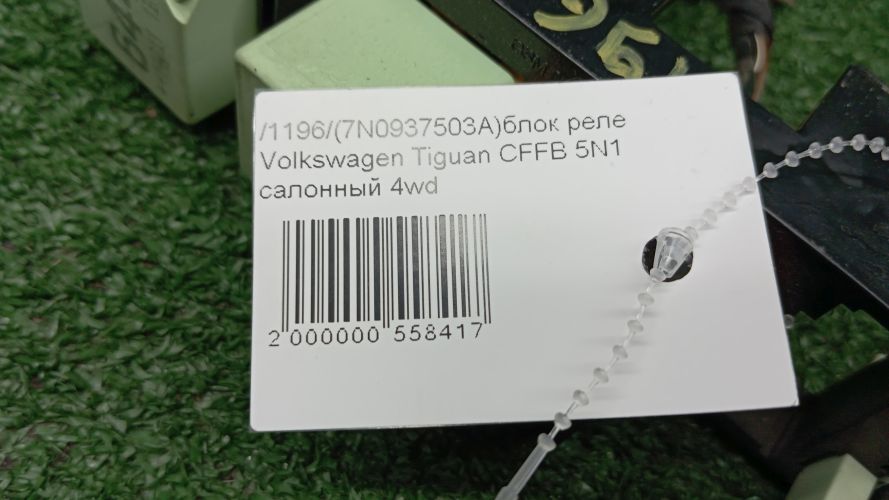 /1196/(7N0937503A)блок реле
Volkswagen Tiguan CFFB 5N1
салонный 4wd
2 000000 558417